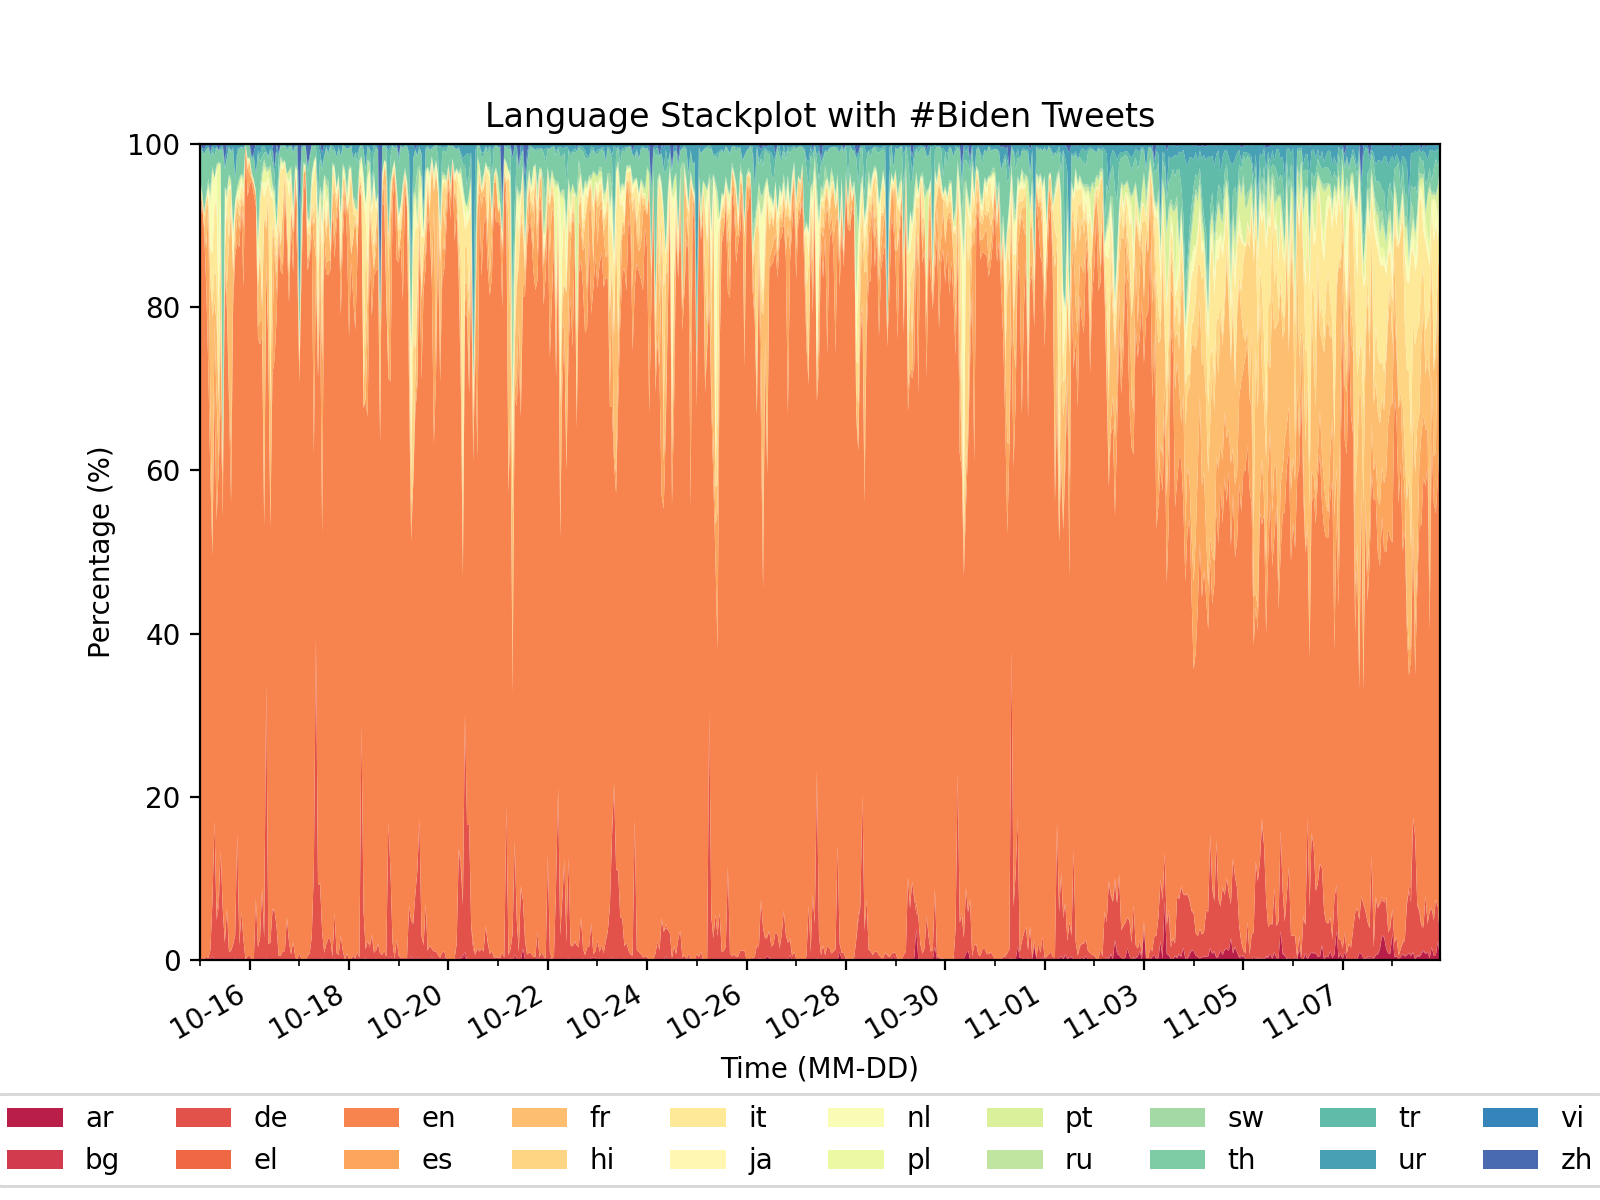 Language Stackplot with #Biden Tweets
100
80
60
40
20
0
Percentage (%)
10-16 10-18 10-20 10-22 10-24 10-26 10-28 10-30 11-01 11-03 11-05 11-07
Time (MM-DD)
ar de en fr it nl pt sw tr vi
bg el es hi ja pl ru th ur zh